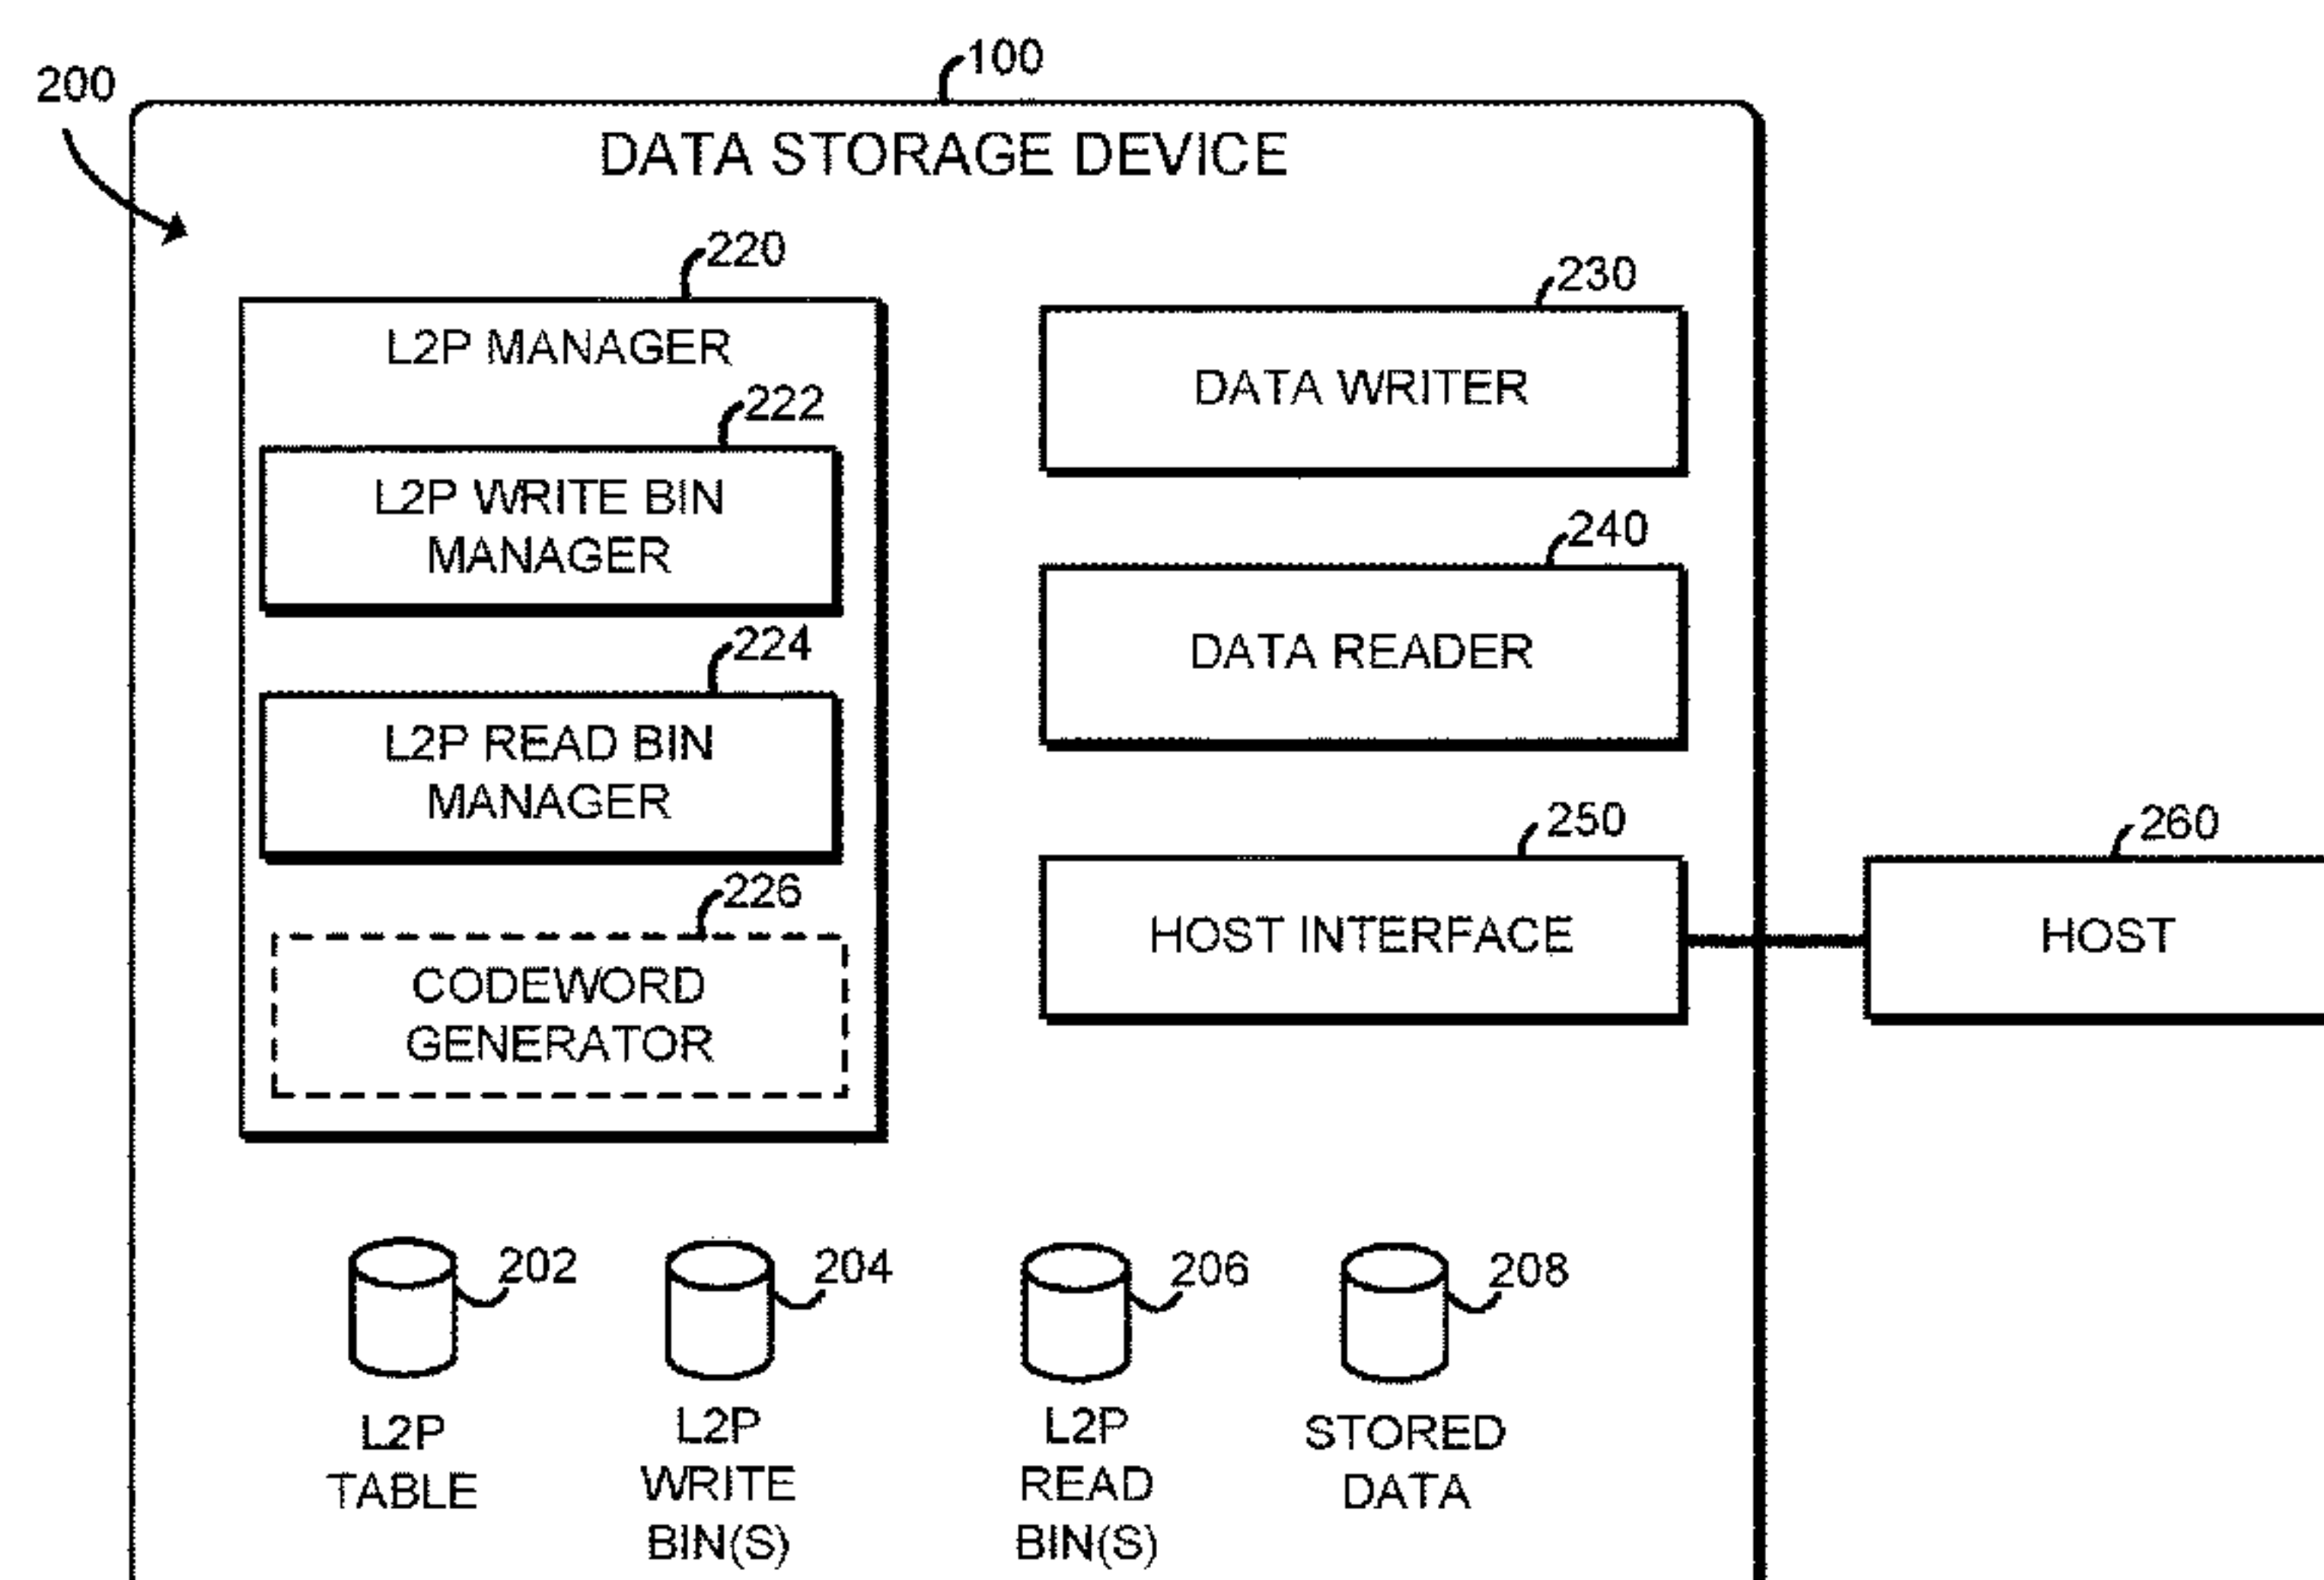 100
200
DATA STORAGE DEVICE
220
L2P MANAGER
222
L2P WRITE BIN
MANAGER
224
L2P READ BIN
MANAGER
226
CODEWORD
GENERATOR
230
DATA WRITER
240
DATA READER
250
HOST INTERFACE
260
HOST
202
L2P
TABLE
204
L2P
WRITE
BIN(S)
206
L2P
READ
BIN(S)
208
STORED
DATA